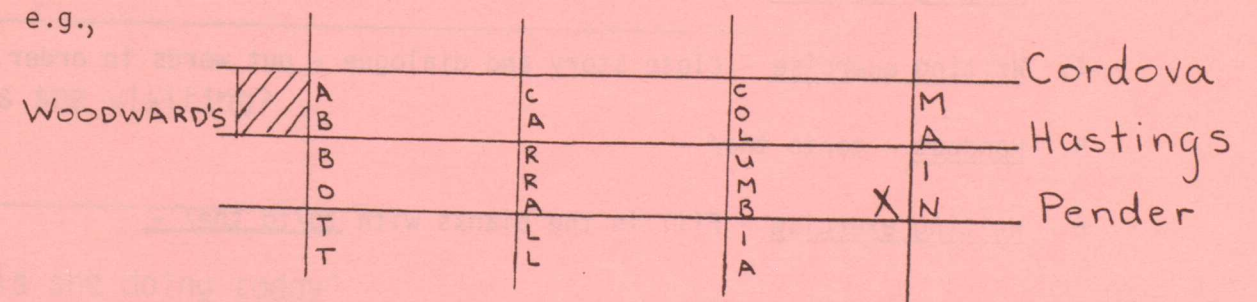 e.g.,
Cordova
WOODWARD'S
Hastings
Pender
ABBOTT
CARRALL
COLUMBIA
MAIN
X